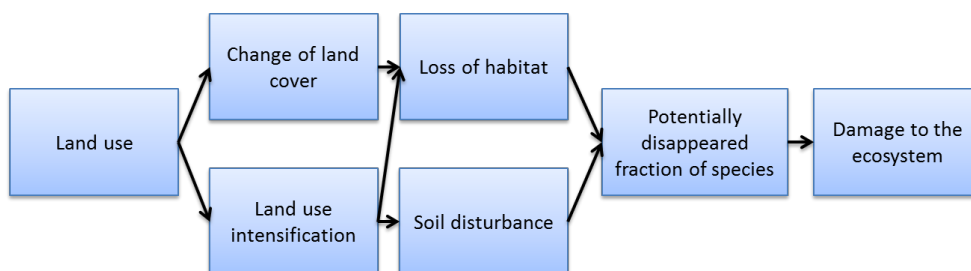 Land use
Change of land
cover
Land use
intensification
Loss of habitat
Soil disturbance
Potentially
disappeared
fraction of species
Damage to the
ecosystem